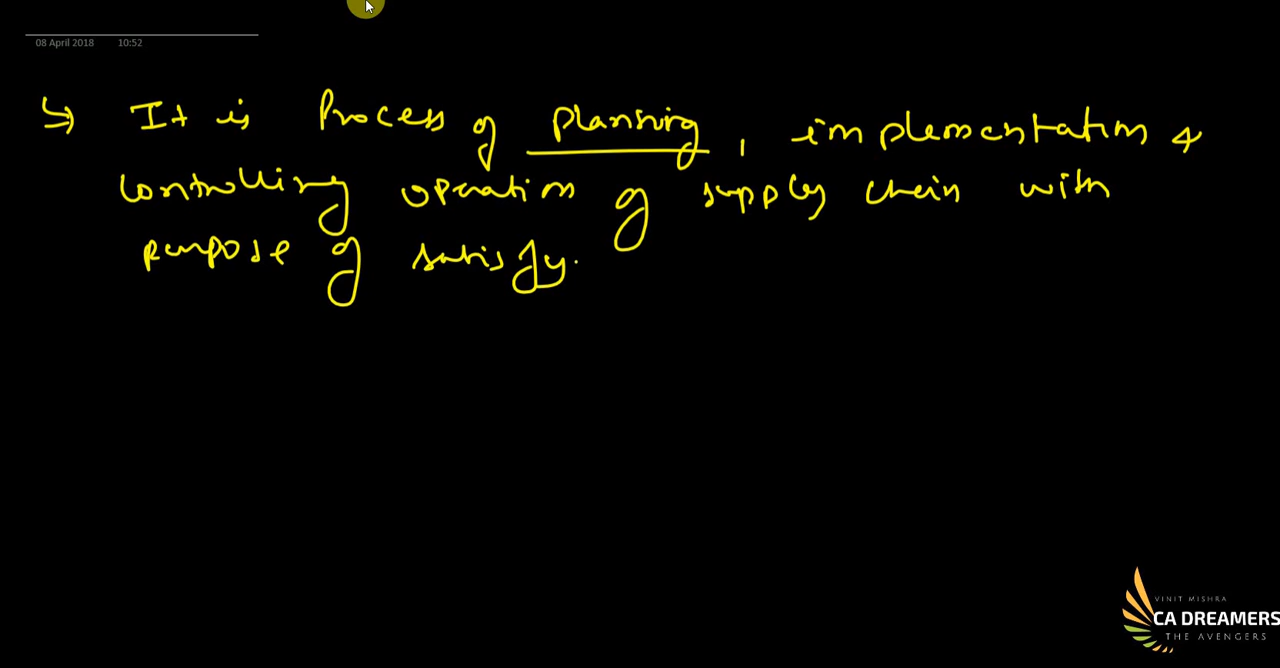 08 April 2018 10:52
↳ It is Process of planning, implementation &
controlling operation of supply chain with
purpose of satisfy.
VINIT MISHRA
CA DREAMERS
THE AVENGERS